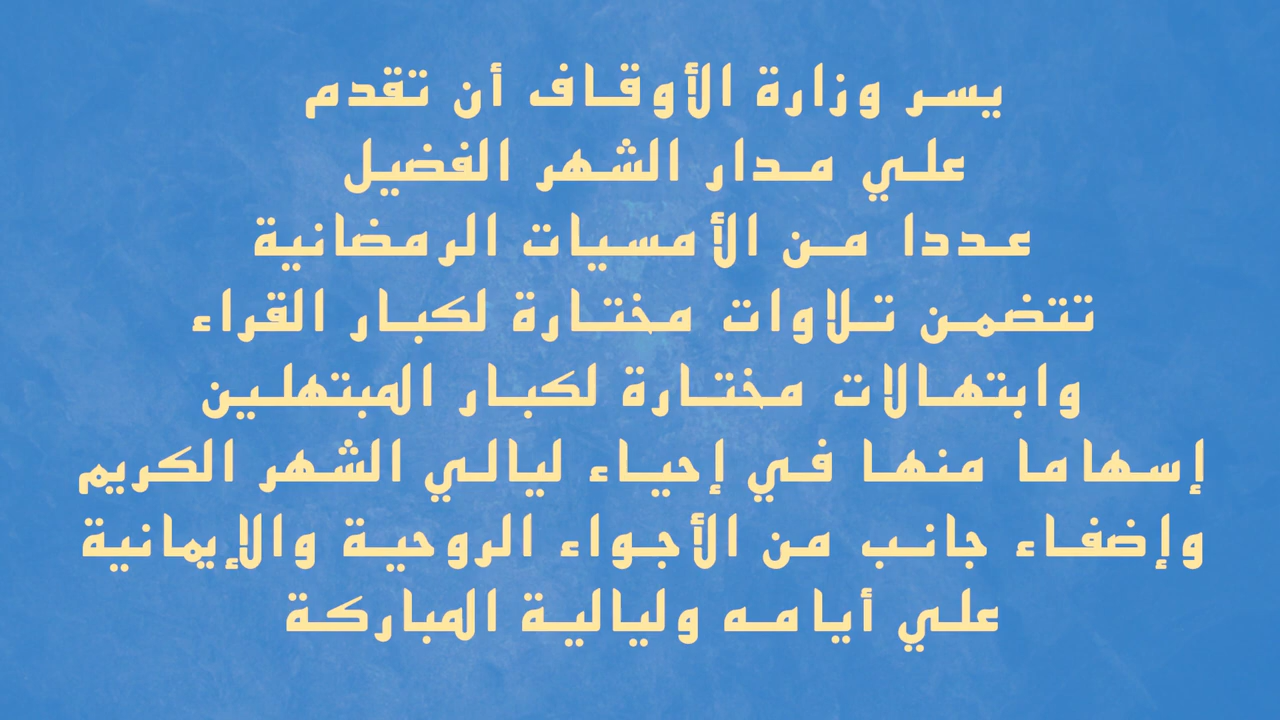 يسر وزارة الأوقاف أن تقدم
علي مدار الشهر الفضيل
عددا من الأمسيات الرمضانية
تتضمن تلاوات مختارة لكبار القراء
وابتهالات مختارة لكبار المبتهلين
إسهاما منها في إحياء ليالي الشهر الكريم
وإضفاء جانب من الأجواء الروحية والإيمانية
علي أيامه وليالية المباركة